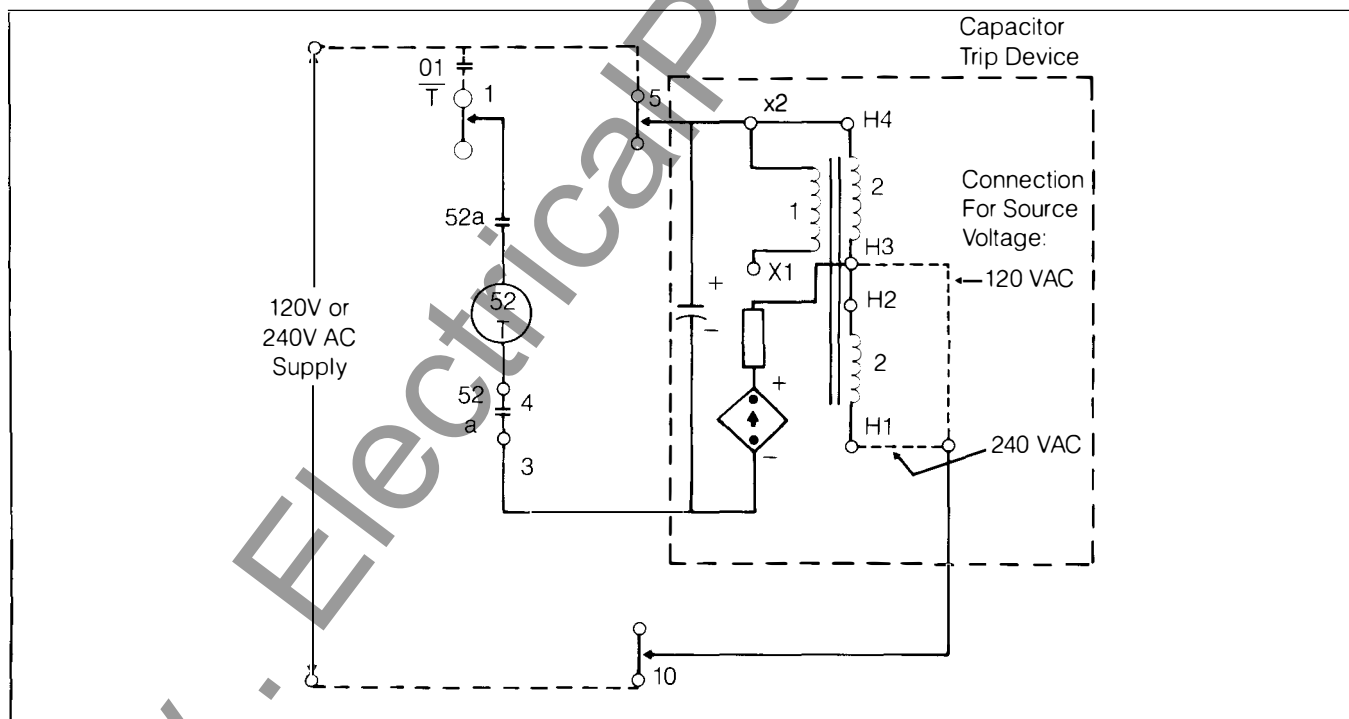 Capacitor
Trip Device
01
T
1
5
x2
H4
Connection
For Source
Voltage:
2
1
52a
H3
X1
120 VAC
+
H2
120V or
240V AC
Supply
52
T
−
2
+
52
a
4
H1
240 VAC
3
−
10
. ElectricalPa